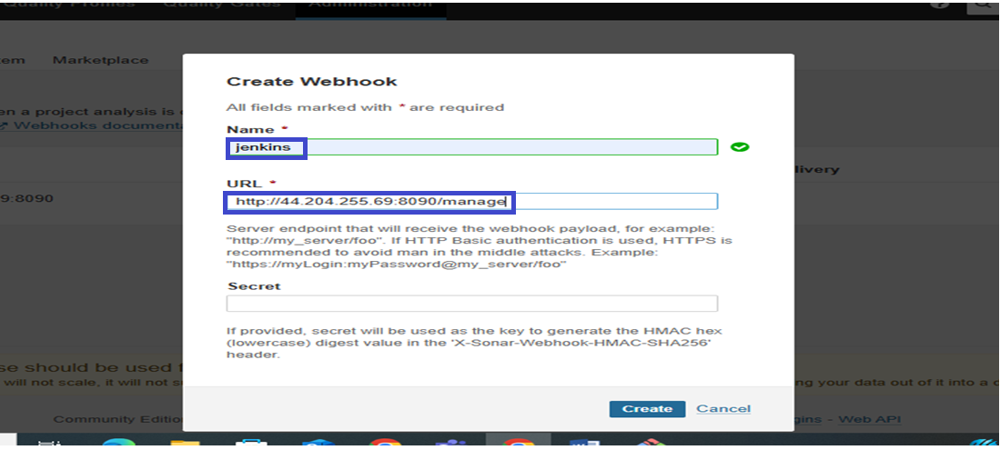 Quality Profiles Quality Gates Administration
em Marketplace
Create Webhook
All fields marked with * are required
en a project analysis is
Webhooks documenta
Name *
jenkins
livery
URL *
9:8090
http://44.204.255.69:8090/manage
Server endpoint that will receive the webhook payload, for example:
"http://my_server/foo". If HTTP Basic authentication is used, HTTPS is
recommended to avoid man in the middle attacks. Example:
"https://myLogin:myPassword@my_server/foo"
Secret
If provided, secret will be used as the key to generate the HMAC hex
(lowercase) digest value in the 'X-Sonar-Webhook-HMAC-SHA256'
header.
se should be used f
will not scale, it will not s
ng your data out of it into a d
Create Cancel
Community Editio
gins - Web API